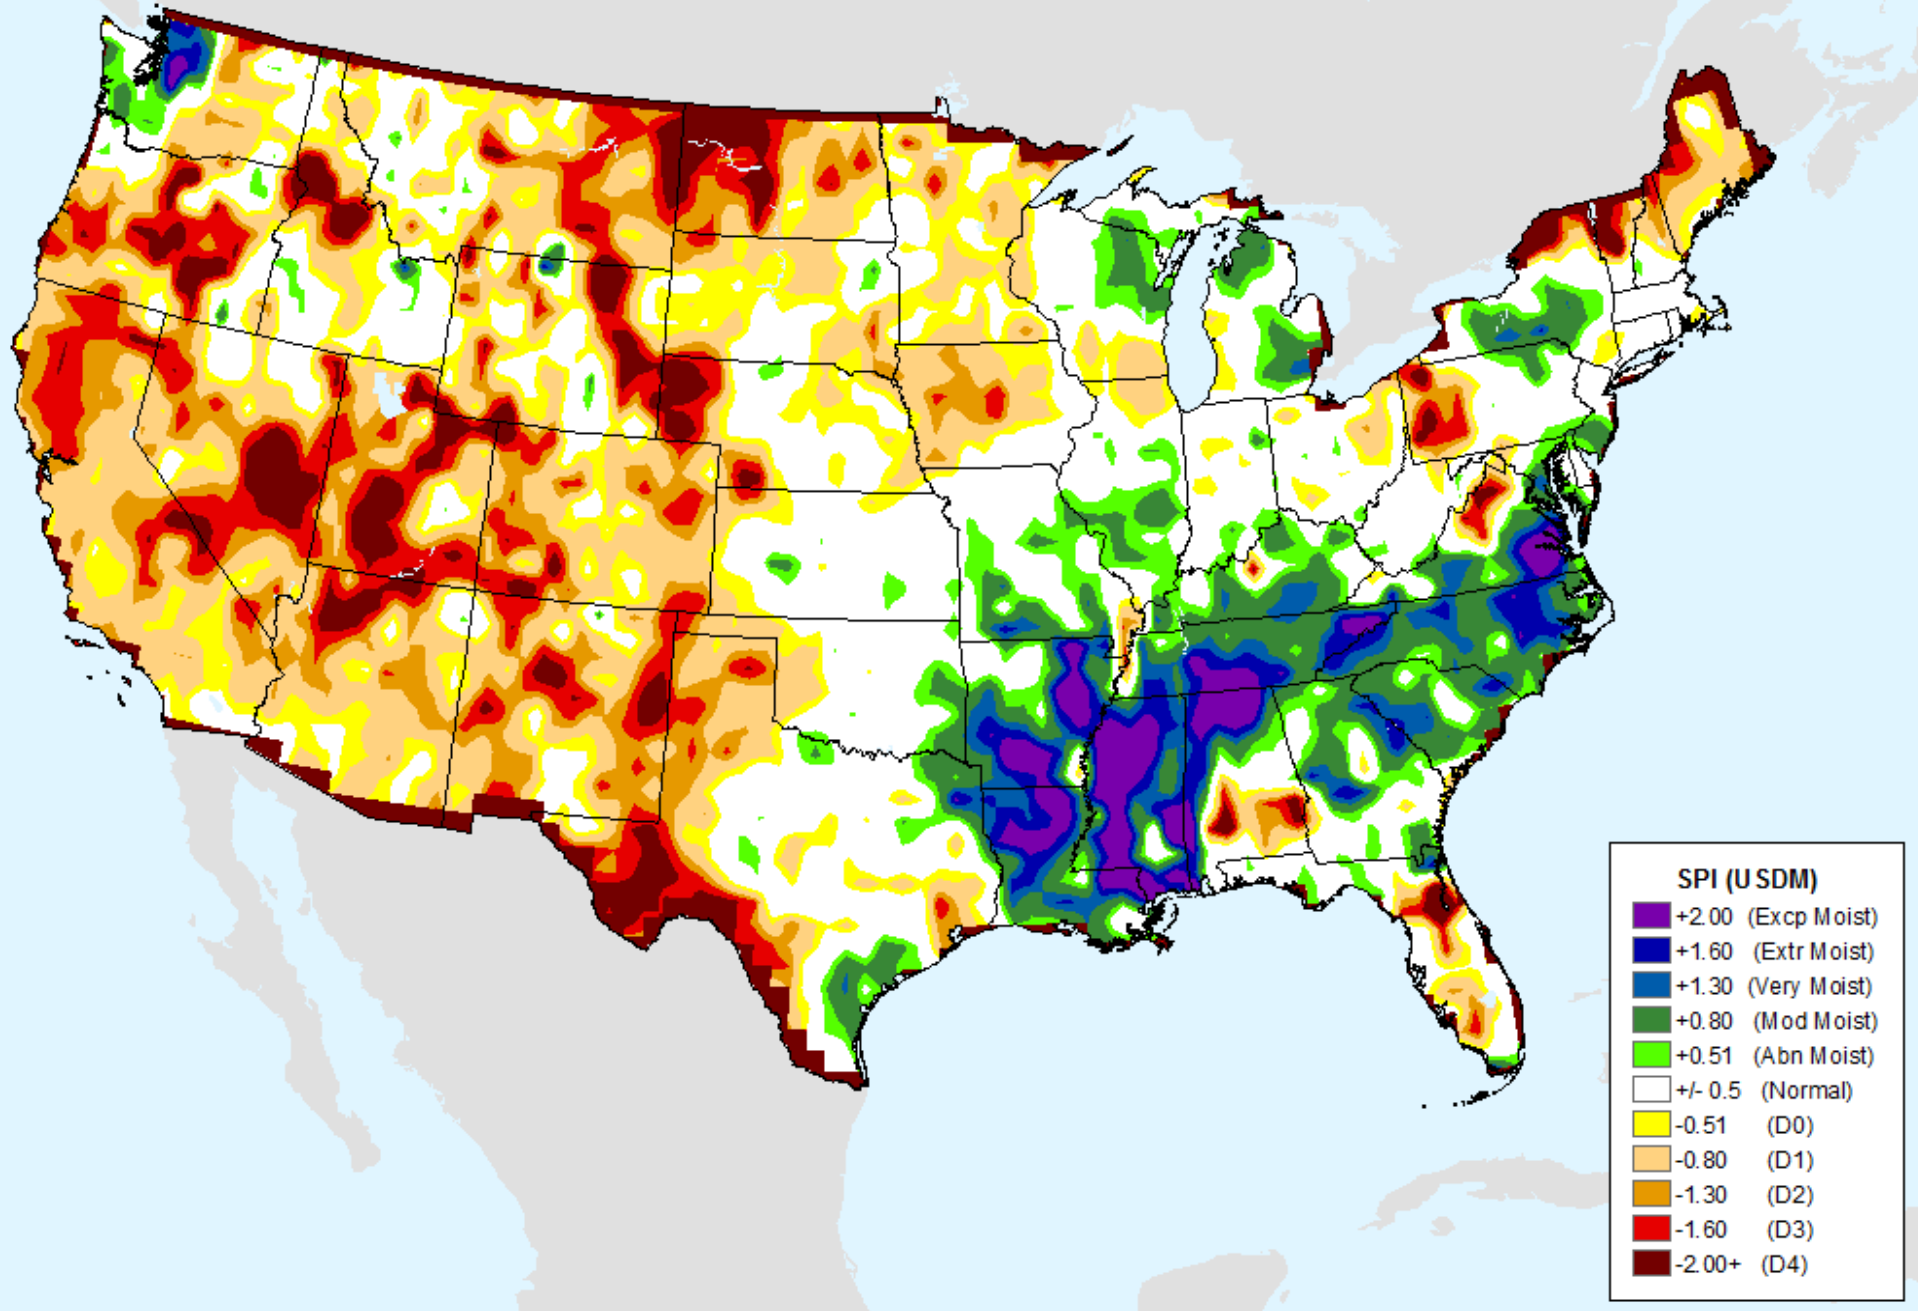 SPI (USDM)
+2.00 (Excp Moist)
+1.60 (Extr Moist)
+1.30 (Very Moist)
+0.80 (Mod Moist)
+0.51 (Abn Moist)
+/- 0.5 (Normal)
-0.51 (D0)
-0.80 (D1)
-1.30 (D2)
-1.60 (D3)
-2.00+ (D4)